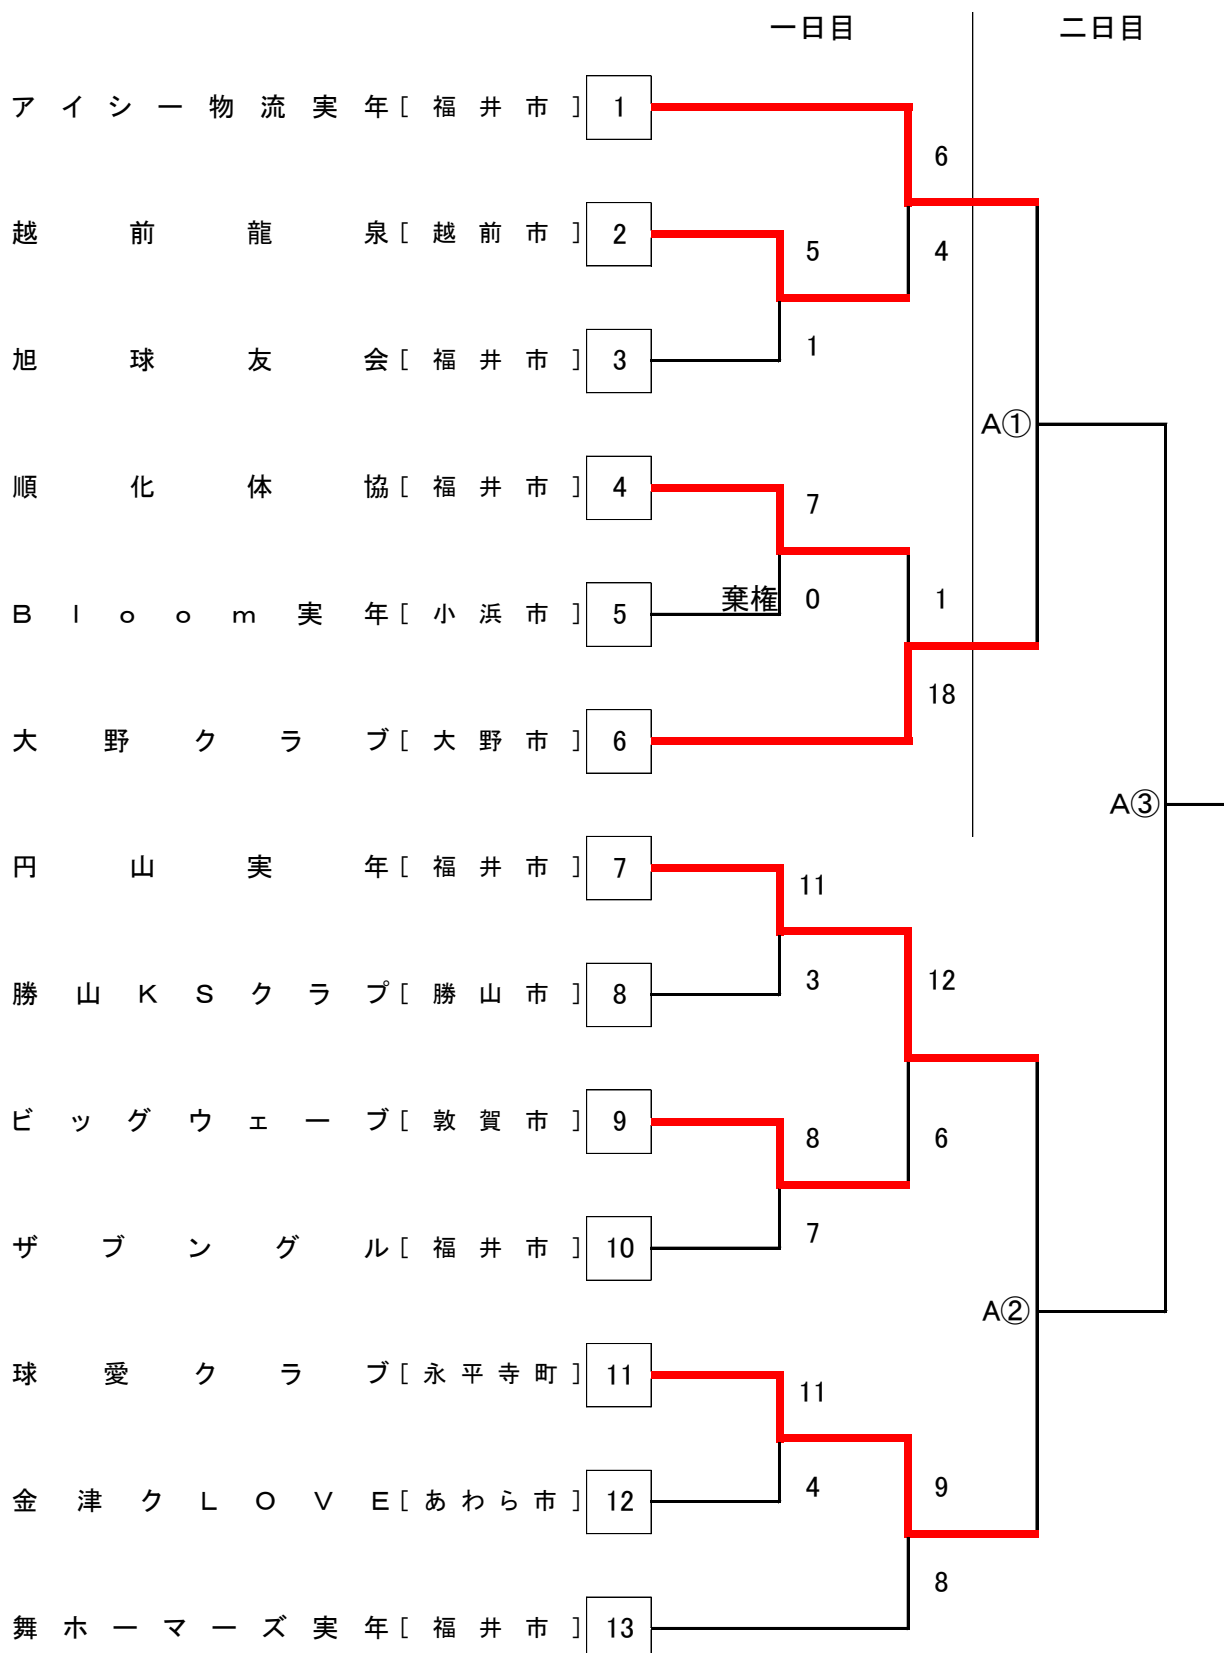 一日目 二日目
アイシー物流実年[福井市] 1
6
越前龍泉[越前市] 2
5 4
旭球友会[福井市] 3
1
A①
順化体協[福井市] 4
7
Ｂｌｏｏｍ実年[小浜市] 5
棄権 0 1
18
大野クラブ[大野市] 6
A③
円山実年[福井市] 7
11
勝山ＫＳクラプ[勝山市] 8
3 12
ビッグウェーブ[敦賀市] 9
8 6
ザブングル[福井市] 10
7
A②
球愛クラブ[永平寺町] 11
11
金津クＬＯＶＥ[あわら市] 12
4 9
8
舞ホーマーズ実年[福井市] 13